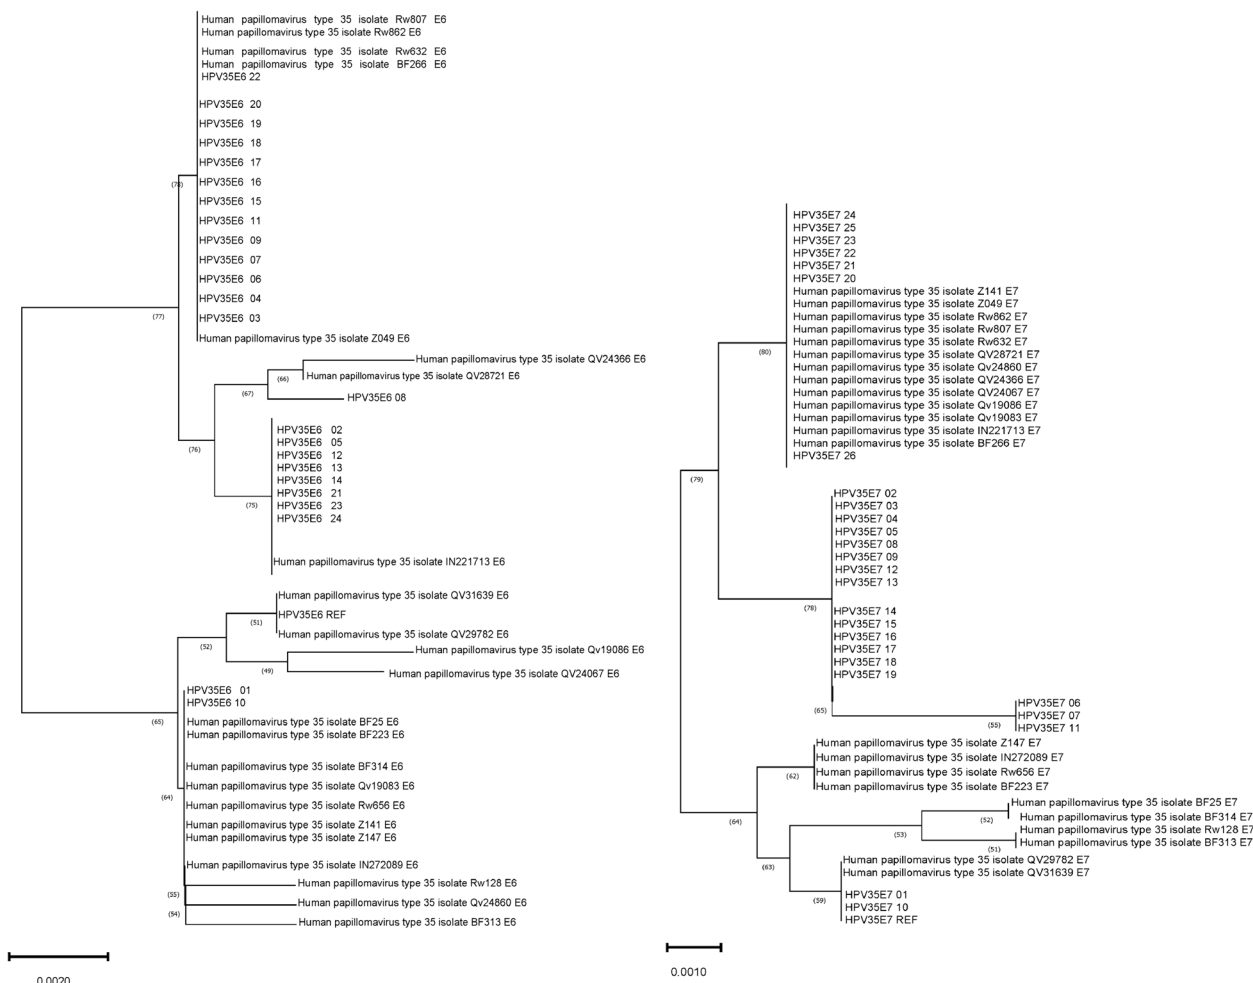 Human papillomavirus type 35 isolate Rw807 E6
Human papillomavirus type 35 isolate Rw862 E6
Human papillomavirus type 35 isolate Rw632 E6
Human papillomavirus type 35 isolate BF266 E6
HPV35E6 22
HPV35E6 20
HPV35E6 19
HPV35E6 18
HPV35E6 17
HPV35E6 16
HPV35E6 15
HPV35E6 11
HPV35E6 09
HPV35E6 07
HPV35E6 06
HPV35E6 04
HPV35E6 03
Human papillomavirus type 35 isolate Z049 E6
(77)
Human papillomavirus type 35 isolate QV24366 E6
(66)
Human papillomavirus type 35 isolate QV28721 E6
(67)
HPV35E6 08
(76)
HPV35E6 02
HPV35E6 05
HPV35E6 12
HPV35E6 13
HPV35E6 14
HPV35E6 21
HPV35E6 23
HPV35E6 24
(75)
Human papillomavirus type 35 isolate IN221713 E6
Human papillomavirus type 35 isolate QV31639 E6
HPV35E6 REF
(51)
Human papillomavirus type 35 isolate QV29782 E6
(52)
Human papillomavirus type 35 isolate Qv19086 E6
(49)
Human papillomavirus type 35 isolate QV24067 E6
(65)
HPV35E6 01
HPV35E6 10
Human papillomavirus type 35 isolate BF25 E6
Human papillomavirus type 35 isolate BF223 E6
Human papillomavirus type 35 isolate BF314 E6
Human papillomavirus type 35 isolate Qv19083 E6
(64)
Human papillomavirus type 35 isolate Rw656 E6
Human papillomavirus type 35 isolate Z141 E6
Human papillomavirus type 35 isolate Z147 E6
Human papillomavirus type 35 isolate IN272089 E6
Human papillomavirus type 35 isolate Rw128 E6
(55)
Human papillomavirus type 35 isolate Qv24860 E6
(54)
Human papillomavirus type 35 isolate BF313 E6
0.0020
HPV35E7 24
HPV35E7 25
HPV35E7 23
HPV35E7 22
HPV35E7 21
HPV35E7 20
Human papillomavirus type 35 isolate Z141 E7
Human papillomavirus type 35 isolate Z049 E7
Human papillomavirus type 35 isolate Rw862 E7
Human papillomavirus type 35 isolate Rw807 E7
Human papillomavirus type 35 isolate Rw632 E7
(80)
Human papillomavirus type 35 isolate QV28721 E7
Human papillomavirus type 35 isolate Qv24860 E7
Human papillomavirus type 35 isolate QV24366 E7
Human papillomavirus type 35 isolate QV24067 E7
Human papillomavirus type 35 isolate Qv19086 E7
Human papillomavirus type 35 isolate Qv19083 E7
Human papillomavirus type 35 isolate IN221713 E7
Human papillomavirus type 35 isolate BF266 E7
HPV35E7 26
(79)
HPV35E7 02
HPV35E7 03
HPV35E7 04
HPV35E7 05
HPV35E7 08
HPV35E7 09
HPV35E7 12
HPV35E7 13
(78)
HPV35E7 14
HPV35E7 15
HPV35E7 16
HPV35E7 17
HPV35E7 18
HPV35E7 19
(65)
HPV35E7 06
HPV35E7 07
(55)
HPV35E7 11
Human papillomavirus type 35 isolate Z147 E7
Human papillomavirus type 35 isolate IN272089 E7
(62)
Human papillomavirus type 35 isolate Rw656 E7
Human papillomavirus type 35 isolate BF223 E7
(64)
Human papillomavirus type 35 isolate BF25 E7
(52)
Human papillomavirus type 35 isolate BF314 E7
(53)
Human papillomavirus type 35 isolate Rw128 E7
(51)
Human papillomavirus type 35 isolate BF313 E7
(63)
Human papillomavirus type 35 isolate QV29782 E7
Human papillomavirus type 35 isolate QV31639 E7
(59)
HPV35E7 01
HPV35E7 10
HPV35E7 REF
0.0010